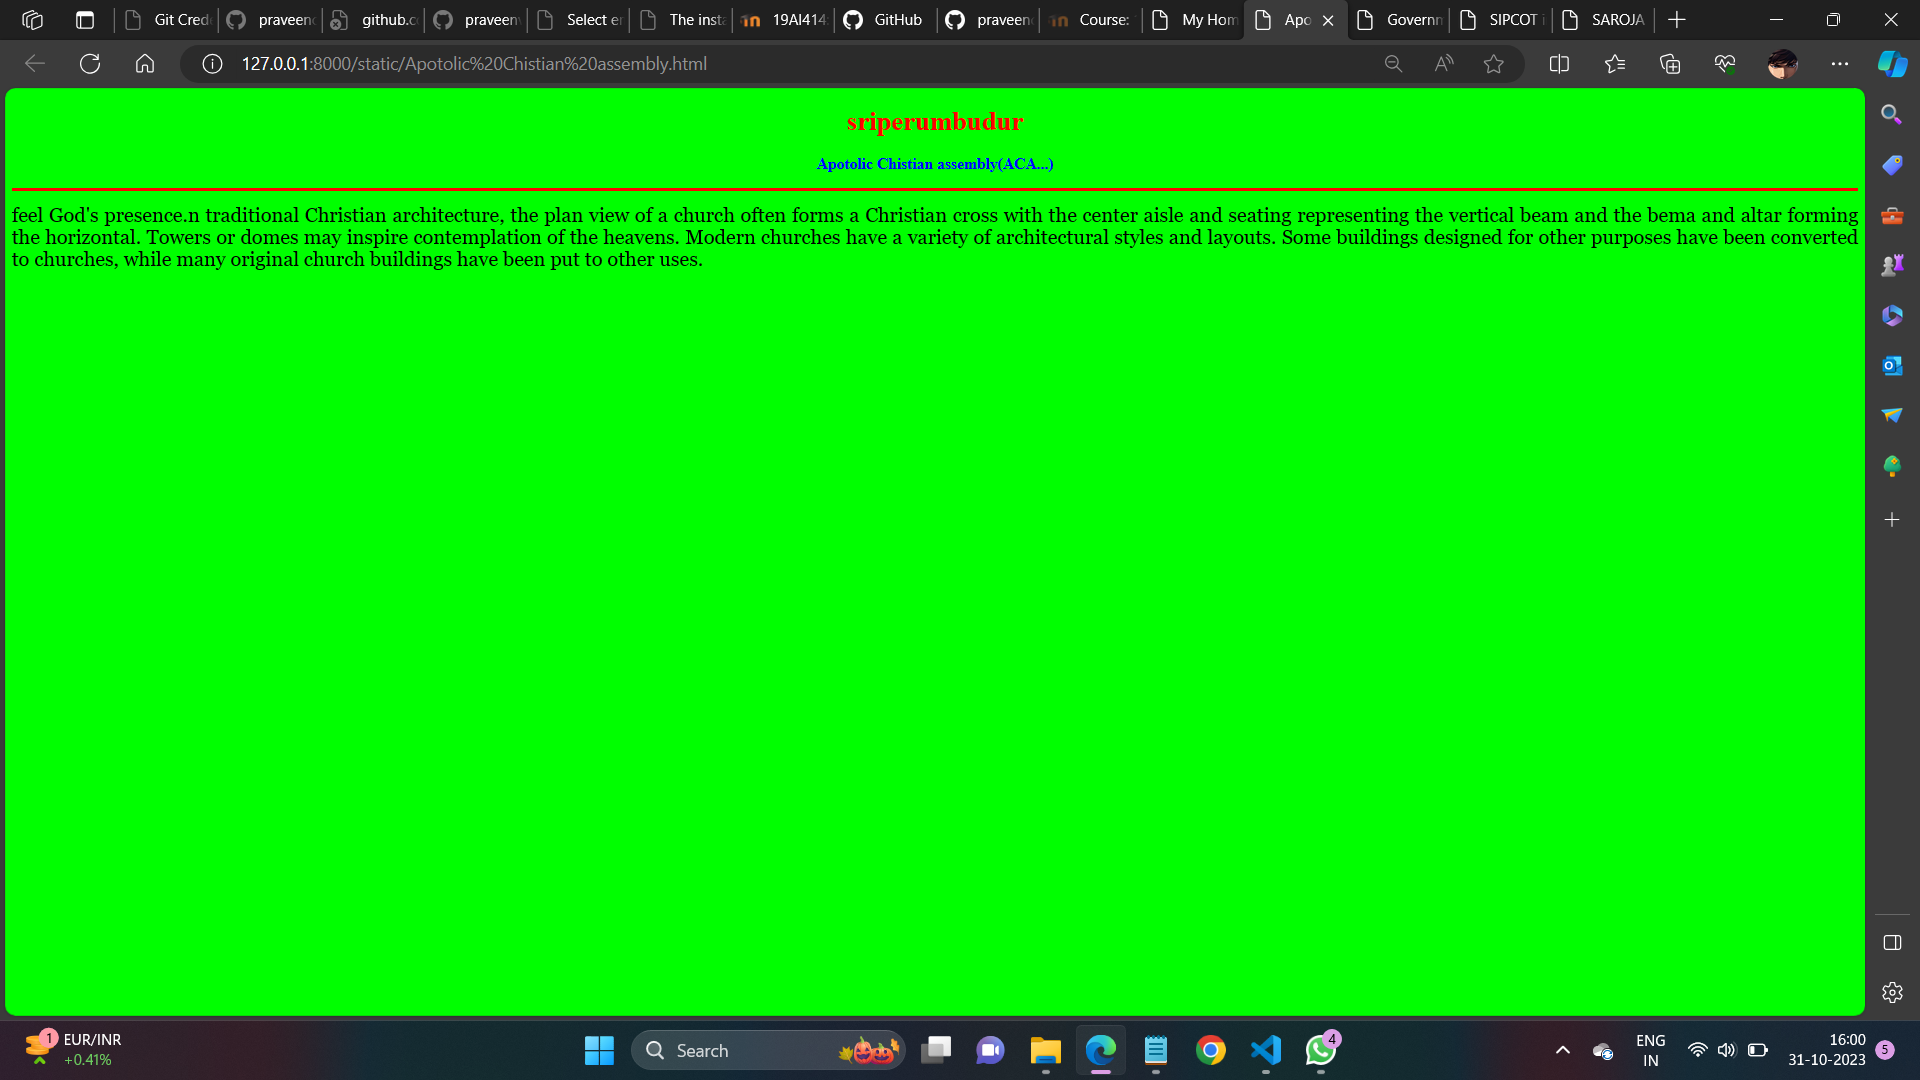 Git Cred
praveen
github.c
praveen
Select e
The insta
19AI414
GitHub
praveen
Course:
My Hom
Apo
Governm
SIPCOT i
SAROJA
127.0.0.1:8000/static/Apotolic%20Chistian%20assembly.html
sriperumbudur
Apotolic Chistian assembly(ACA...)
feel God's presence.n traditional Christian architecture, the plan view of a church often forms a Christian cross with the center aisle and seating representing the vertical beam and the bema and altar forming
the horizontal. Towers or domes may inspire contemplation of the heavens. Modern churches have a variety of architectural styles and layouts. Some buildings designed for other purposes have been converted
to churches, while many original church buildings have been put to other uses.
1
EUR/INR
+0.41%
Search
4
ENG
IN
16:00
31-10-2023
5